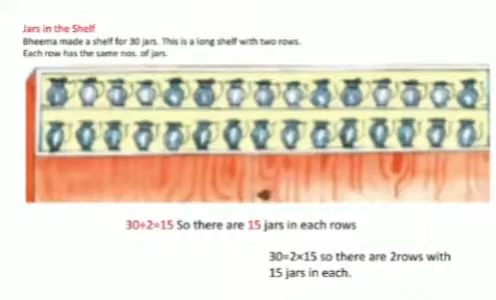 Jars in the Shelf
Bheema made a shelf for 30 jars. This is a long shelf with two rows.
Each row has the same nos. of jars.
30÷2=15 So there are 15 jars in each rows
30=2×15 so there are 2rows with
15 jars in each.